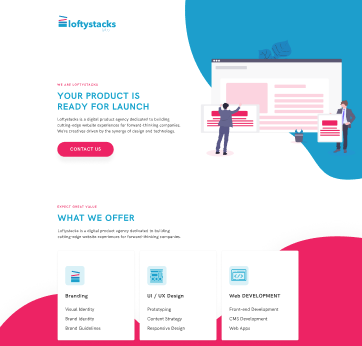 loftystacks
WE ARE LOFTYSTACKS
YOUR PRODUCT IS
READY FOR LAUNCH
Loftystacks is a digital product agency dedicated to building
cutting-edge website experiences for forward-thinking companies.
We're creatives driven by the synergy of design and technology.
CONTACT US
EXPECT GREAT VALUE
WHAT WE OFFER
Loftystacks is a digital product agency dedicated to building
cutting-edge website experiences for forward-thinking companies.
Branding
Visual Identity
Brand Identity
Brand Guidelines
UI / UX Design
Prototyping
Content Strategy
Responsive Design
Web DEVELOPMENT
Front-end Development
CMS Development
Web Apps